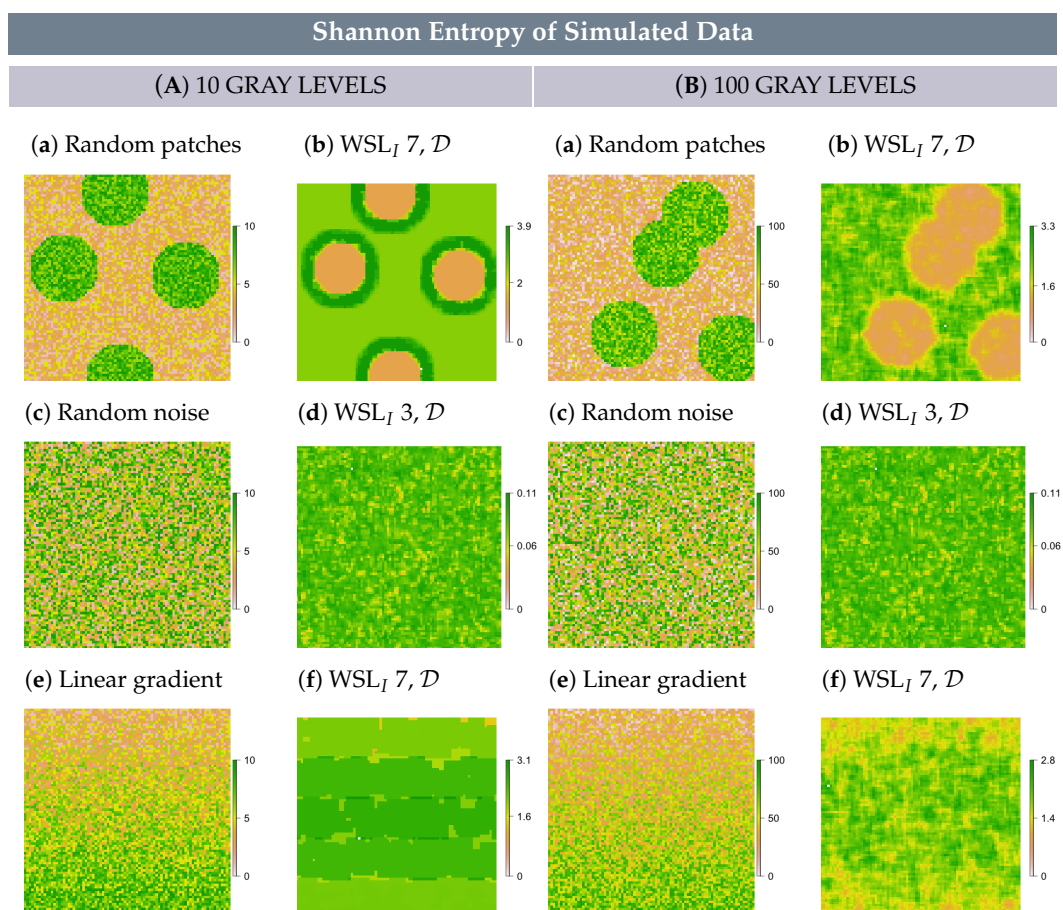 Shannon Entropy of Simulated Data
(A) 10 GRAY LEVELS
(B) 100 GRAY LEVELS
(a) Random patches
(b) WSL_I 7, 𝒟
(a) Random patches
(b) WSL_I 7, 𝒟
10
5
0
3.9
2
0
100
50
0
3.3
1.6
0
(c) Random noise
(d) WSL_I 3, 𝒟
(c) Random noise
(d) WSL_I 3, 𝒟
10
5
0
0.11
0.06
0
100
50
0
0.11
0.06
0
(e) Linear gradient
(f) WSL_I 7, 𝒟
(e) Linear gradient
(f) WSL_I 7, 𝒟
10
5
0
3.1
1.6
0
100
50
0
2.8
1.4
0